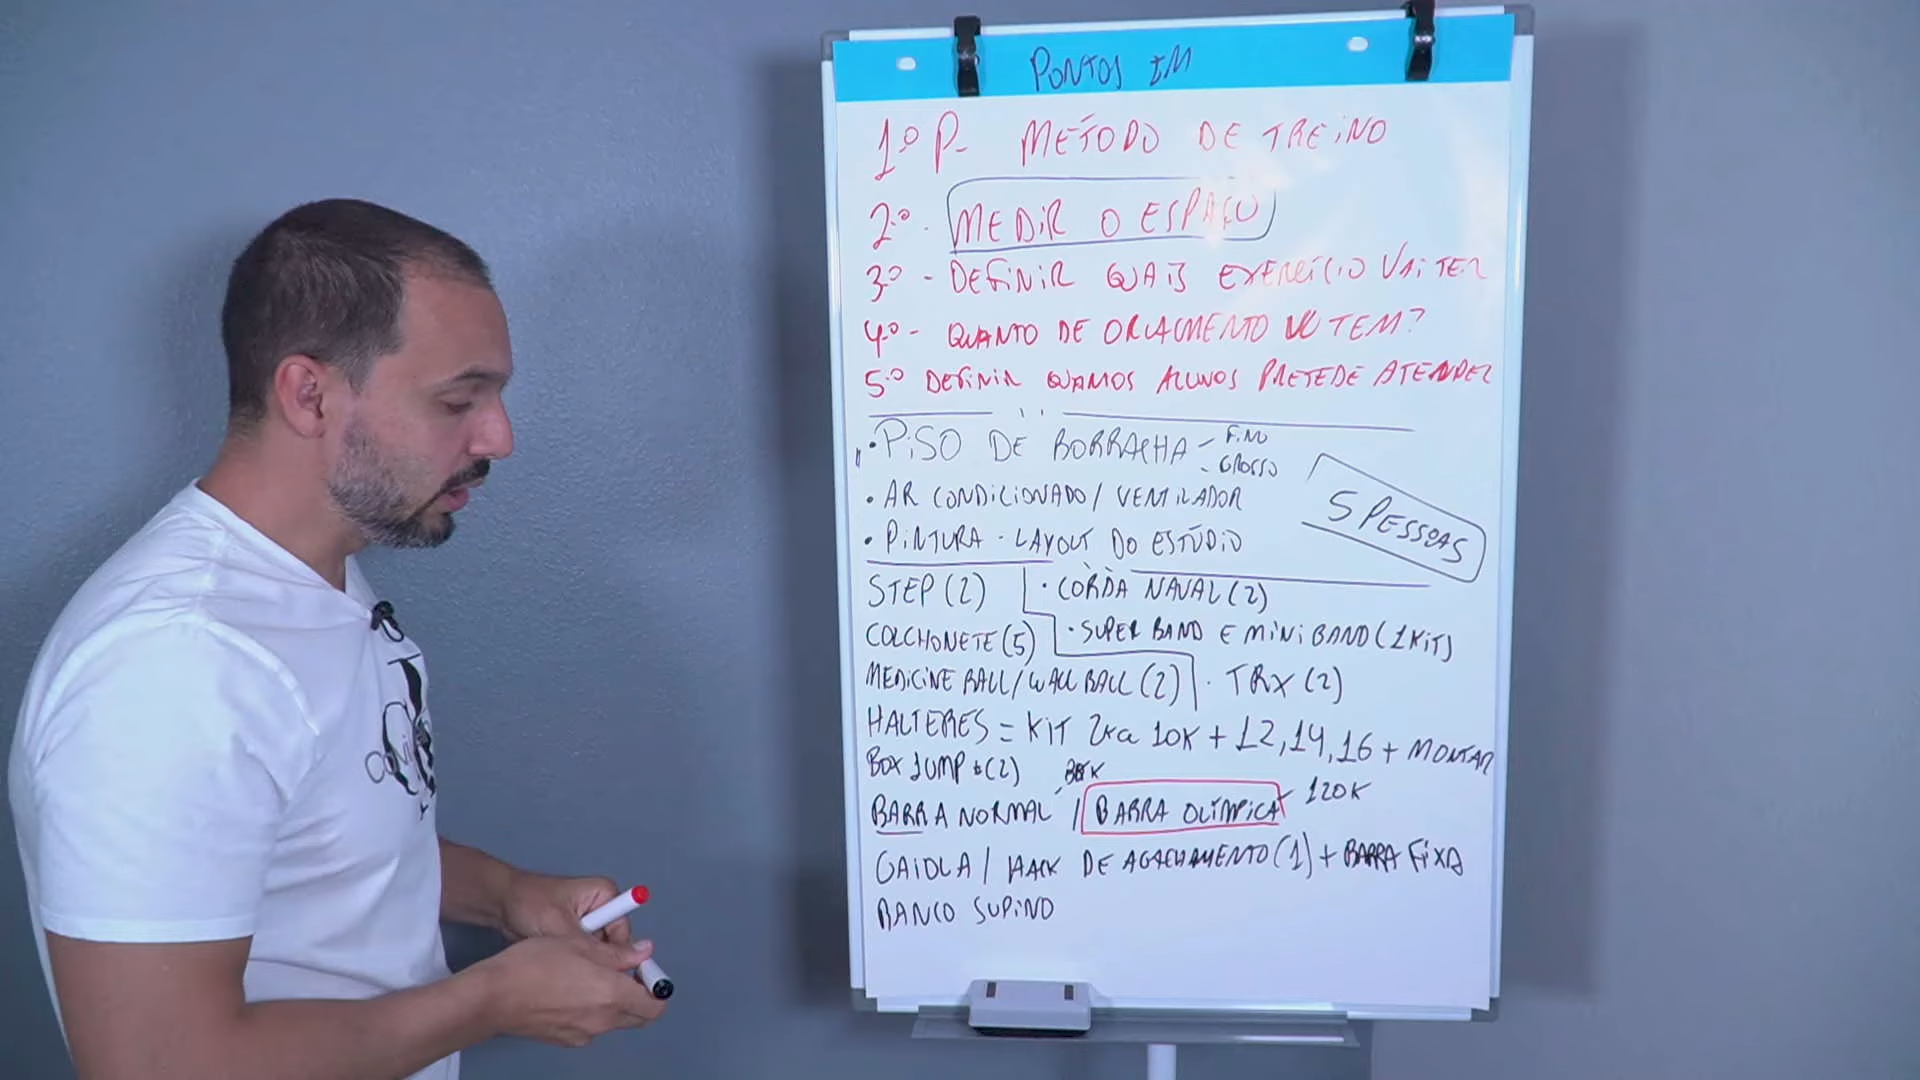 PONTOS IM
1º P- MÉTODO DE TREINO
2º - MEDIR O ESPAÇO
3º - DEFINIR QUAIS EXERCÍCIO VAI TER
4º - QUANTO DE ORÇAMENTO TEM?
5º DEFINIR QUANTOS ALUNOS PRETEDE ATENDER
• PISO DE BORRACHA - FINO
- GROSSO
• AR CONDICIONADO / VENTILADOR
• PINTURA - LAYOUT DO ESTÚDIO
5 PESSOAS
STEP (2) • CORDA NAVAL (2)
COLCHONETE (5) • SUPER BAND E MINI BAND (1 KIT)
MEDICINE BALL / WALL BALL (2) • TRX (2)
HALTERES = KIT 2K a 10K + 12, 14, 16 + MONTAR
BOX JUMP (2)
BARRA NORMAL / BARRA OLÍMPICA - 120K
GAIOLA / HACK DE AGACHAMENTO (1) + BARRA FIXA
BANCO SUPINO